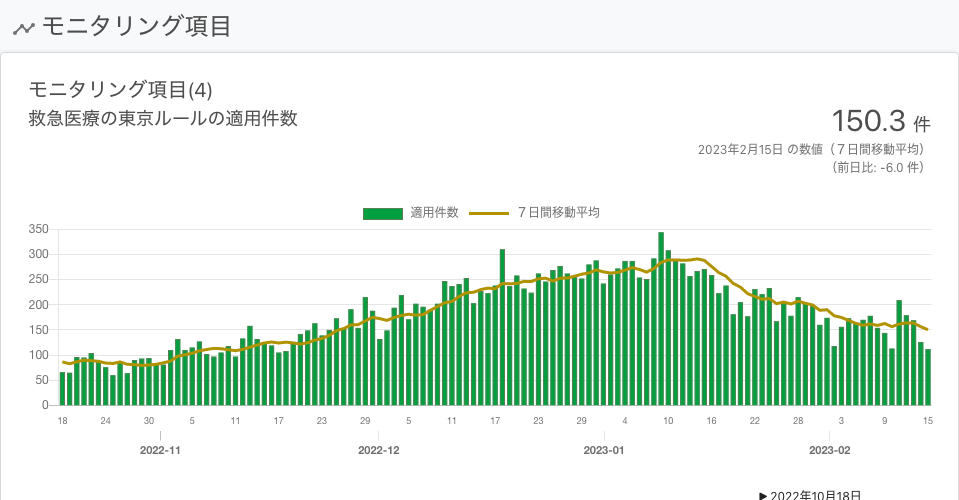 モニタリング項目
モニタリング項目(4)
救急医療の東京ルールの適用件数
150.3 件
2023年2月15日 の数値（７日間移動平均）
（前日比: -6.0 件）
適用件数 ７日間移動平均
350
300
250
200
150
100
50
0
18 24 30 5 11 17 23 29 5 11 17 23 29 4 10 16 22 28 3 9 15
2022-11 2022-12 2023-01 2023-02
▶ 2022年10月18日